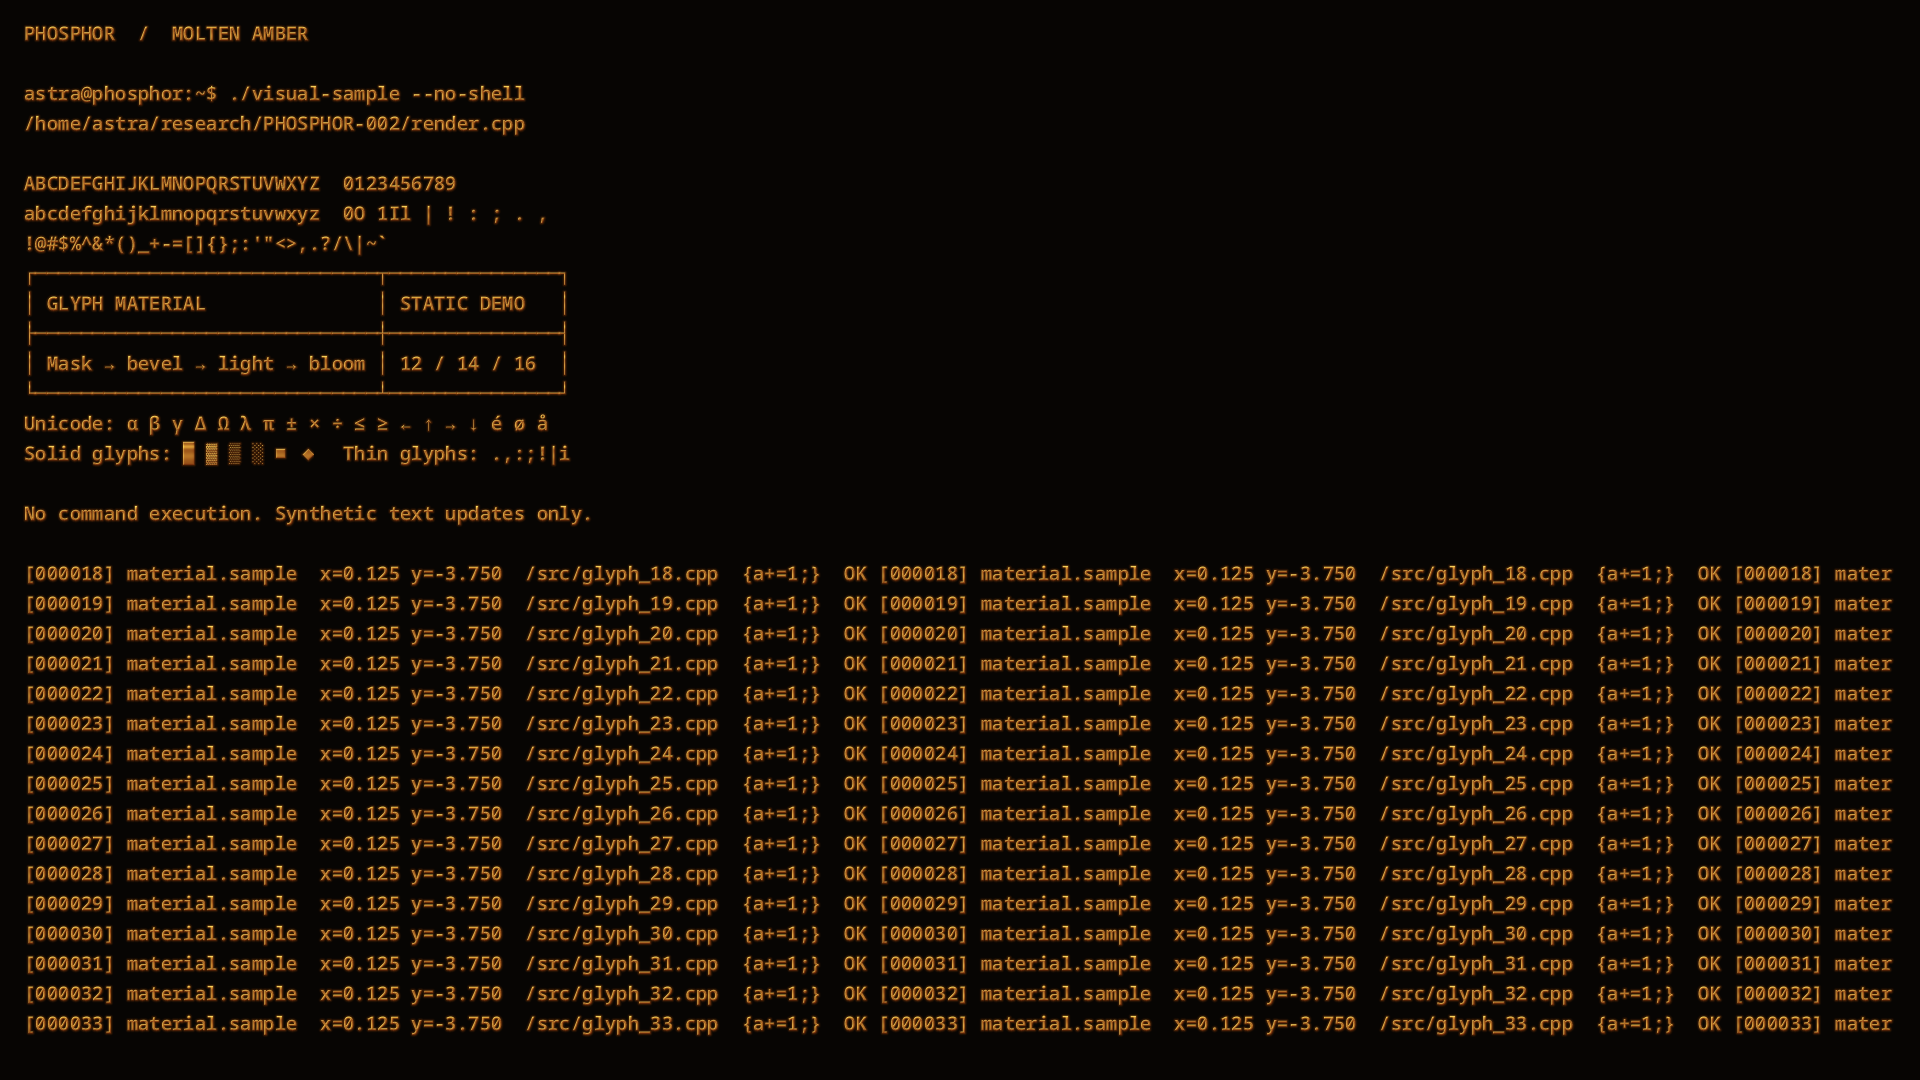 PHOSPHOR  /  MOLTEN AMBER
astra@phosphor:~$ ./visual-sample --no-shell
/home/astra/research/PHOSPHOR-002/render.cpp
ABCDEFGHIJKLMNOPQRSTUVWXYZ  0123456789
abcdefghijklmnopqrstuvwxyz  0O 1Il | ! : ; . ,
!@#$%^&*()_+-=[]{};:'"<>,.?/\|~`
┌──────────────────────────────┬───────────────┐
│ GLYPH MATERIAL               │ STATIC DEMO   │
├──────────────────────────────┼───────────────┤
│ Mask → bevel → light → bloom │ 12 / 14 / 16  │
└──────────────────────────────┴───────────────┘
Unicode: α β γ Δ Ω λ π ± × ÷ ≤ ≥ ← ↑ → ↓ é ø å
Solid glyphs: █ ▓ ▒ ░ ■ ◆  Thin glyphs: .,:;!|i
No command execution. Synthetic text updates only.
[000018] material.sample  x=0.125 y=-3.750  /src/glyph_18.cpp  {a+=1;}  OK [000018] material.sample  x=0.125 y=-3.750  /src/glyph_18.cpp  {a+=1;}  OK [000018] mater
[000019] material.sample  x=0.125 y=-3.750  /src/glyph_19.cpp  {a+=1;}  OK [000019] material.sample  x=0.125 y=-3.750  /src/glyph_19.cpp  {a+=1;}  OK [000019] mater
[000020] material.sample  x=0.125 y=-3.750  /src/glyph_20.cpp  {a+=1;}  OK [000020] material.sample  x=0.125 y=-3.750  /src/glyph_20.cpp  {a+=1;}  OK [000020] mater
[000021] material.sample  x=0.125 y=-3.750  /src/glyph_21.cpp  {a+=1;}  OK [000021] material.sample  x=0.125 y=-3.750  /src/glyph_21.cpp  {a+=1;}  OK [000021] mater
[000022] material.sample  x=0.125 y=-3.750  /src/glyph_22.cpp  {a+=1;}  OK [000022] material.sample  x=0.125 y=-3.750  /src/glyph_22.cpp  {a+=1;}  OK [000022] mater
[000023] material.sample  x=0.125 y=-3.750  /src/glyph_23.cpp  {a+=1;}  OK [000023] material.sample  x=0.125 y=-3.750  /src/glyph_23.cpp  {a+=1;}  OK [000023] mater
[000024] material.sample  x=0.125 y=-3.750  /src/glyph_24.cpp  {a+=1;}  OK [000024] material.sample  x=0.125 y=-3.750  /src/glyph_24.cpp  {a+=1;}  OK [000024] mater
[000025] material.sample  x=0.125 y=-3.750  /src/glyph_25.cpp  {a+=1;}  OK [000025] material.sample  x=0.125 y=-3.750  /src/glyph_25.cpp  {a+=1;}  OK [000025] mater
[000026] material.sample  x=0.125 y=-3.750  /src/glyph_26.cpp  {a+=1;}  OK [000026] material.sample  x=0.125 y=-3.750  /src/glyph_26.cpp  {a+=1;}  OK [000026] mater
[000027] material.sample  x=0.125 y=-3.750  /src/glyph_27.cpp  {a+=1;}  OK [000027] material.sample  x=0.125 y=-3.750  /src/glyph_27.cpp  {a+=1;}  OK [000027] mater
[000028] material.sample  x=0.125 y=-3.750  /src/glyph_28.cpp  {a+=1;}  OK [000028] material.sample  x=0.125 y=-3.750  /src/glyph_28.cpp  {a+=1;}  OK [000028] mater
[000029] material.sample  x=0.125 y=-3.750  /src/glyph_29.cpp  {a+=1;}  OK [000029] material.sample  x=0.125 y=-3.750  /src/glyph_29.cpp  {a+=1;}  OK [000029] mater
[000030] material.sample  x=0.125 y=-3.750  /src/glyph_30.cpp  {a+=1;}  OK [000030] material.sample  x=0.125 y=-3.750  /src/glyph_30.cpp  {a+=1;}  OK [000030] mater
[000031] material.sample  x=0.125 y=-3.750  /src/glyph_31.cpp  {a+=1;}  OK [000031] material.sample  x=0.125 y=-3.750  /src/glyph_31.cpp  {a+=1;}  OK [000031] mater
[000032] material.sample  x=0.125 y=-3.750  /src/glyph_32.cpp  {a+=1;}  OK [000032] material.sample  x=0.125 y=-3.750  /src/glyph_32.cpp  {a+=1;}  OK [000032] mater
[000033] material.sample  x=0.125 y=-3.750  /src/glyph_33.cpp  {a+=1;}  OK [000033] material.sample  x=0.125 y=-3.750  /src/glyph_33.cpp  {a+=1;}  OK [000033] mater